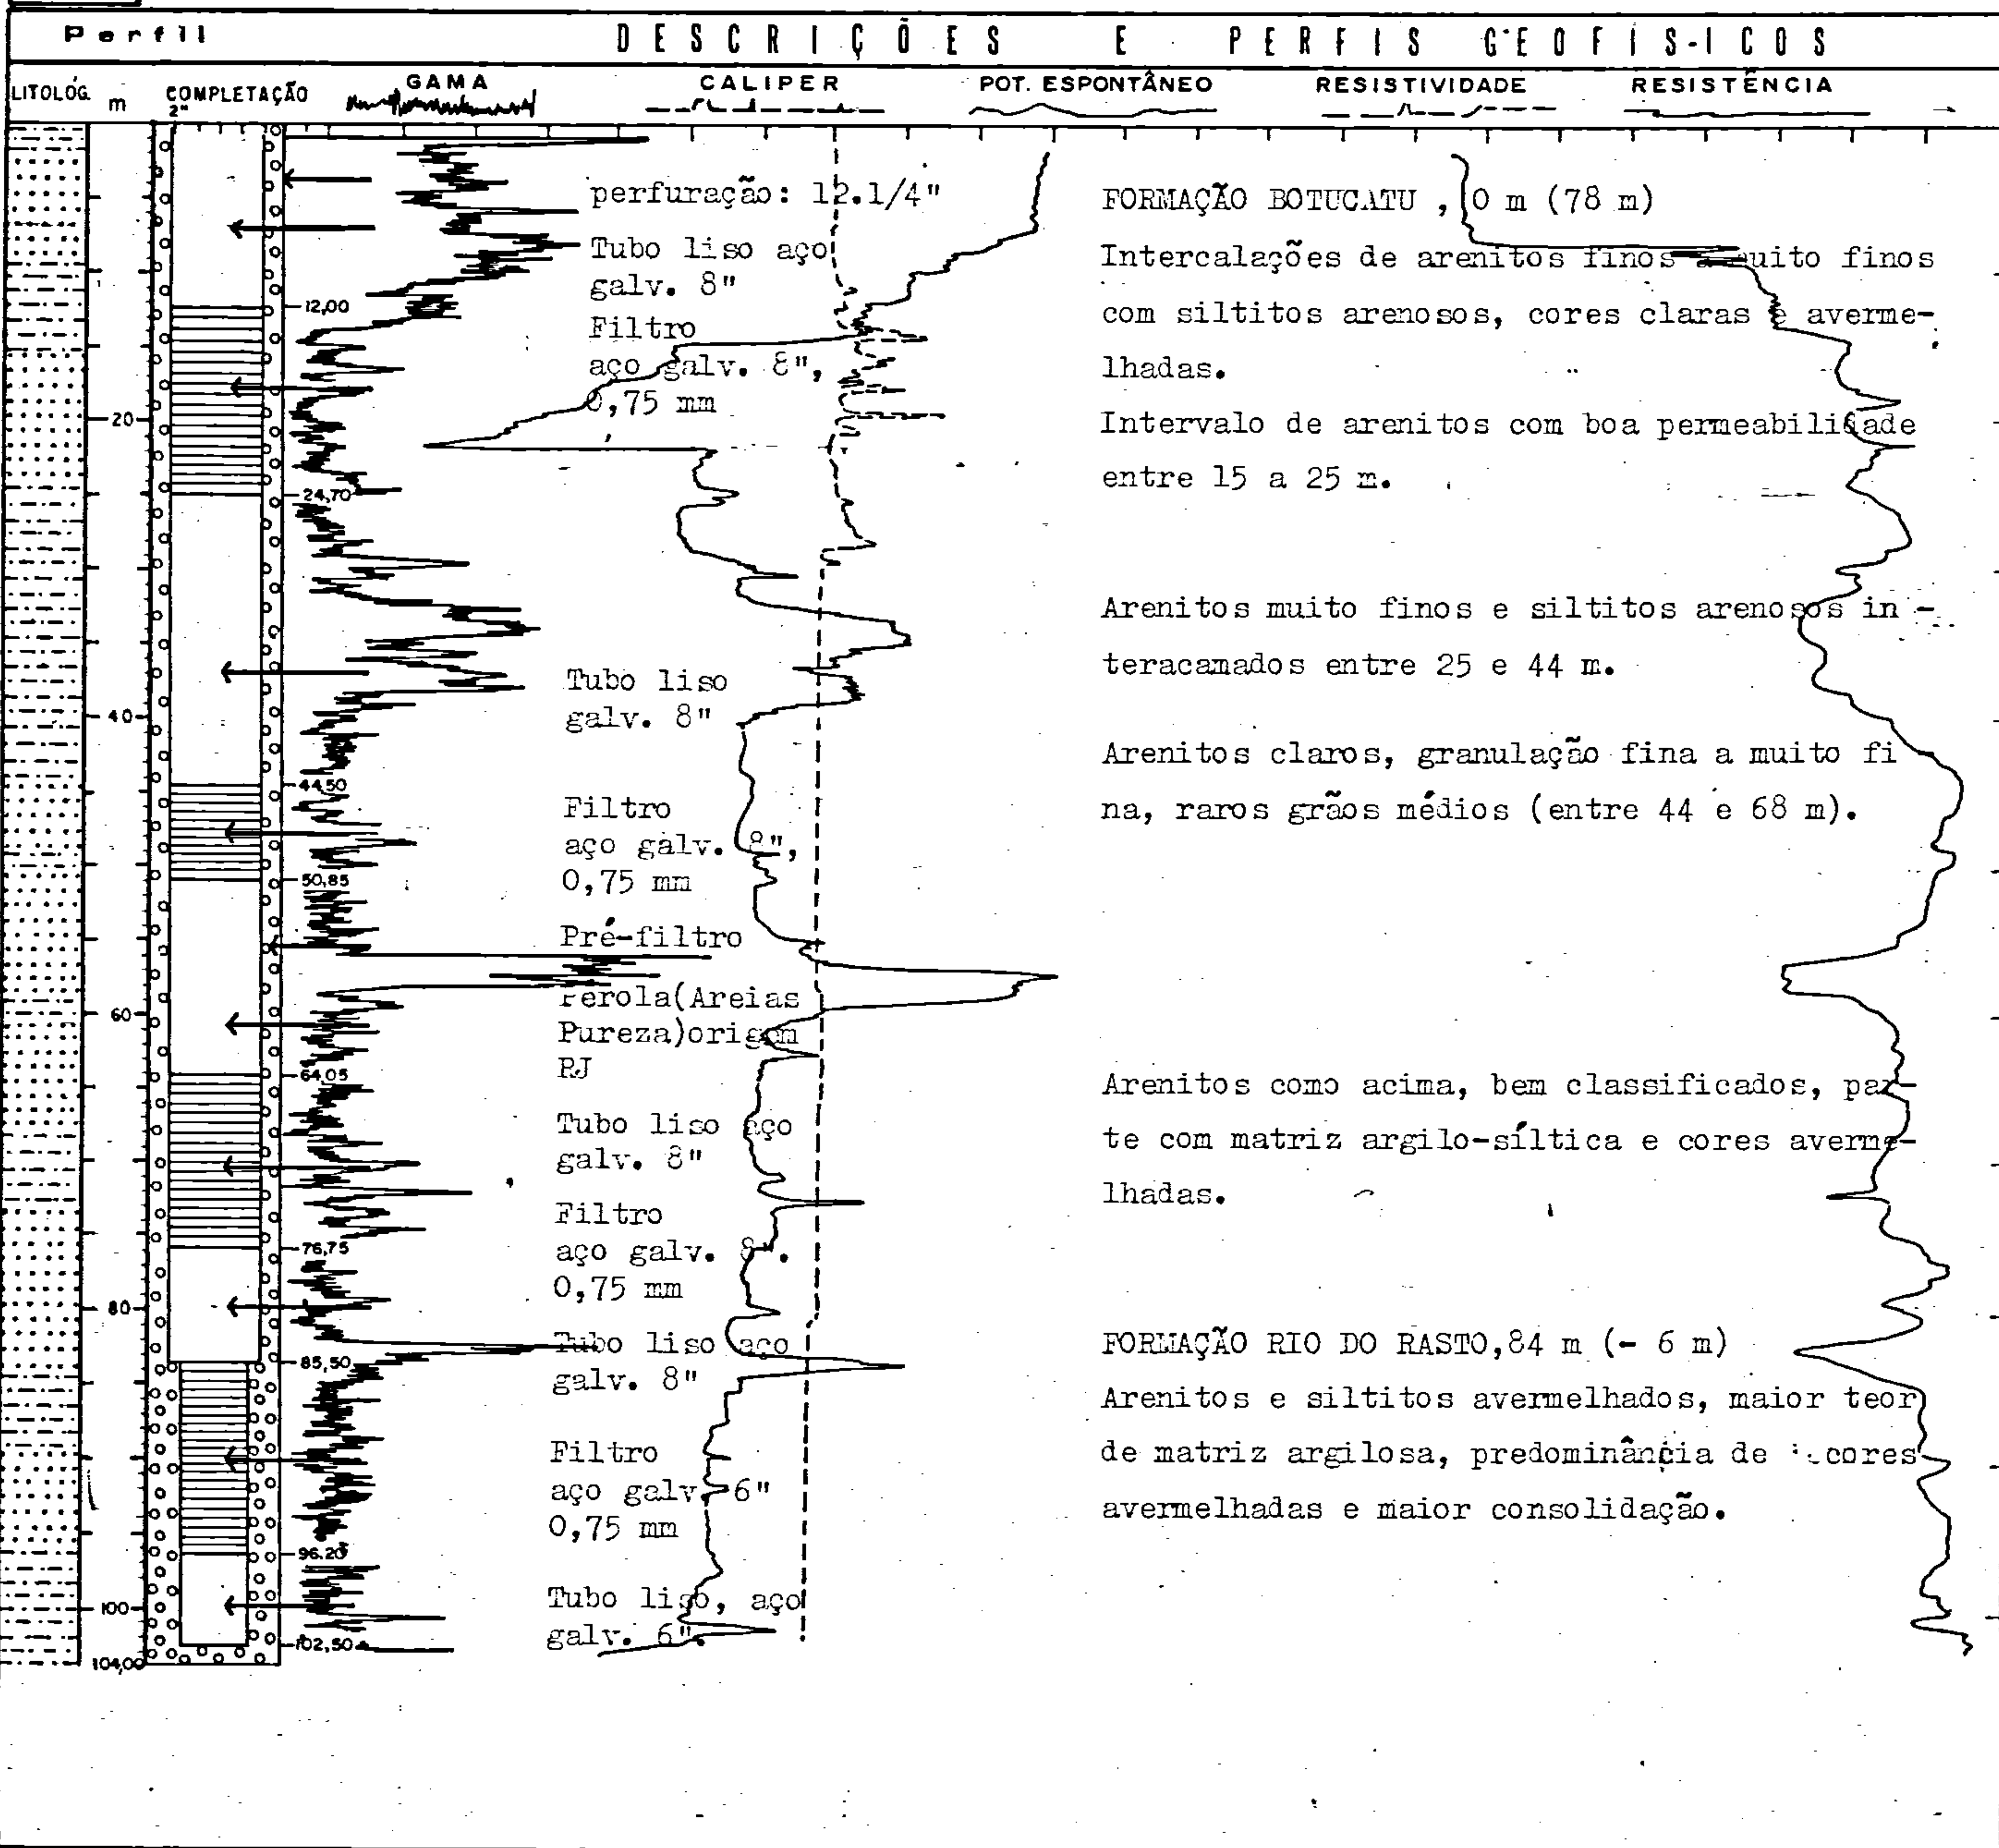 Perfil
DESCRIÇÕES E PERFIS GEOFÍSICOS
LITOLÓG. m COMPLETAÇÃO GAMA CALIPER POT. ESPONTÂNEO RESISTIVIDADE RESISTÊNCIA
2"
perfuração: 12.1/4"
Tubo liso aço
galv. 8"
Filtro
aço galv. 8",
0,75 mm
Tubo liso
galv. 8"
Filtro
aço galv. 8",
0,75 mm
Pré-filtro
Perola(Areias
Pureza)origem
RJ
Tubo liso aço
galv. 8"
Filtro
aço galv. 8".
0,75 mm
Tubo liso aço
galv. 8"
Filtro
aço galv. 6"
0,75 mm
Tubo liso, aço
galv. 6".
12,00
20
24,70
40
44,50
50,85
60
64,05
76,75
80
85,50
96.20
100
102,50
104,00
FORMAÇÃO BOTUCATU , 0 m (78 m)
Intercalações de arenitos finos a muito finos
com siltitos arenosos, cores claras e averme-
lhadas.
Intervalo de arenitos com boa permeabilidade
entre 15 a 25 m.
Arenitos muito finos e siltitos arenosos in -
teracamados entre 25 e 44 m.
Arenitos claros, granulação fina a muito fi
na, raros grãos médios (entre 44 e 68 m).
Arenitos como acima, bem classificados, par-
te com matriz argilo-síltica e cores averme-
lhadas.
FORMAÇÃO RIO DO RASTO,84 m (- 6 m)
Arenitos e siltitos avermelhados, maior teor
de matriz argilosa, predominância de cores
avermelhadas e maior consolidação.